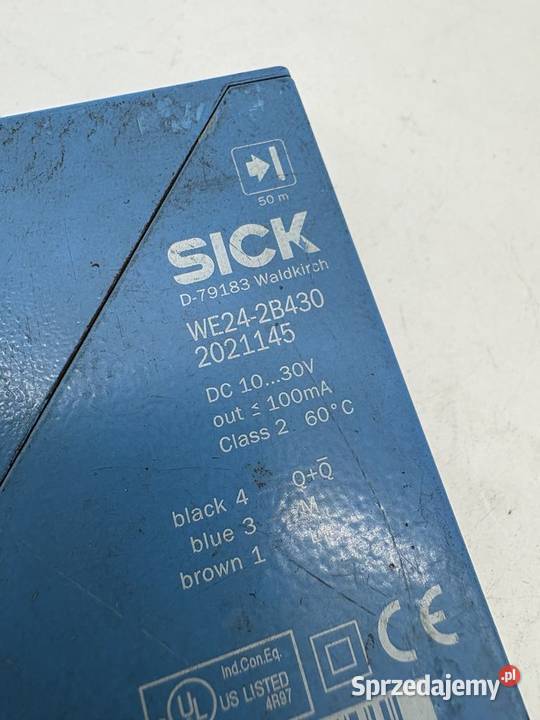 50 m
SICK
D-79183 Waldkirch
WE24-2B430
2021145
DC 10...30V
out ≤ 100mA
Class 2 60°C
black 4 Q+Q̅
blue 3 M
brown 1
CE
Ind.Con.Eq.
UL US LISTED
4R97
Sprzedajemy.pl